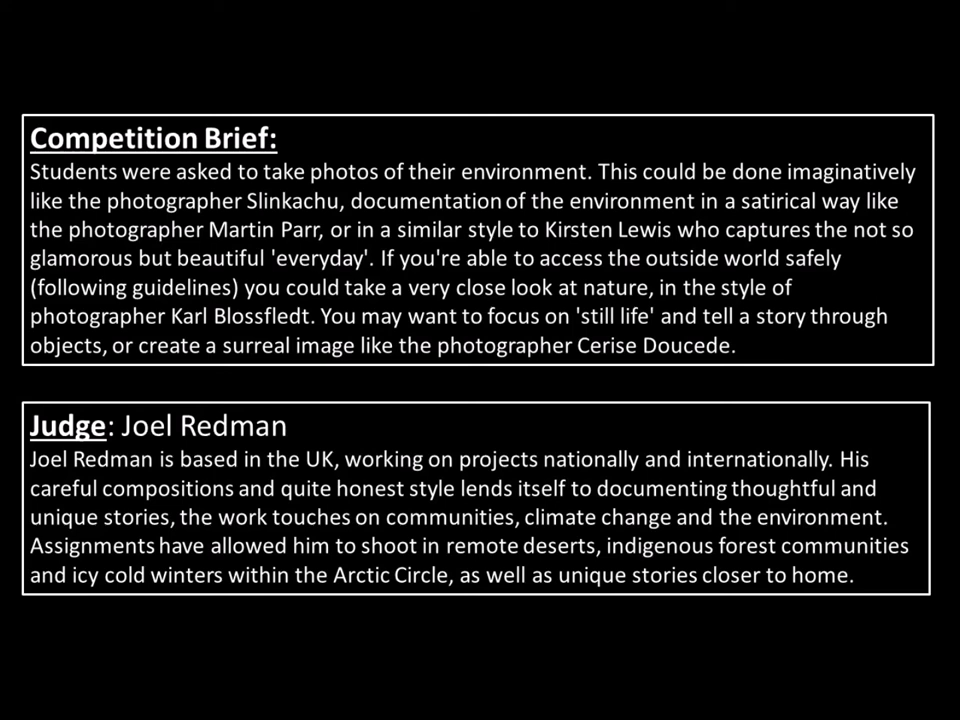 Competition Brief:
Students were asked to take photos of their environment. This could be done imaginatively
like the photographer Slinkachu, documentation of the environment in a satirical way like
the photographer Martin Parr, or in a similar style to Kirsten Lewis who captures the not so
glamorous but beautiful 'everyday'. If you're able to access the outside world safely
(following guidelines) you could take a very close look at nature, in the style of
photographer Karl Blossfledt. You may want to focus on 'still life' and tell a story through
objects, or create a surreal image like the photographer Cerise Doucede.
Judge: Joel Redman
Joel Redman is based in the UK, working on projects nationally and internationally. His
careful compositions and quite honest style lends itself to documenting thoughtful and
unique stories, the work touches on communities, climate change and the environment.
Assignments have allowed him to shoot in remote deserts, indigenous forest communities
and icy cold winters within the Arctic Circle, as well as unique stories closer to home.